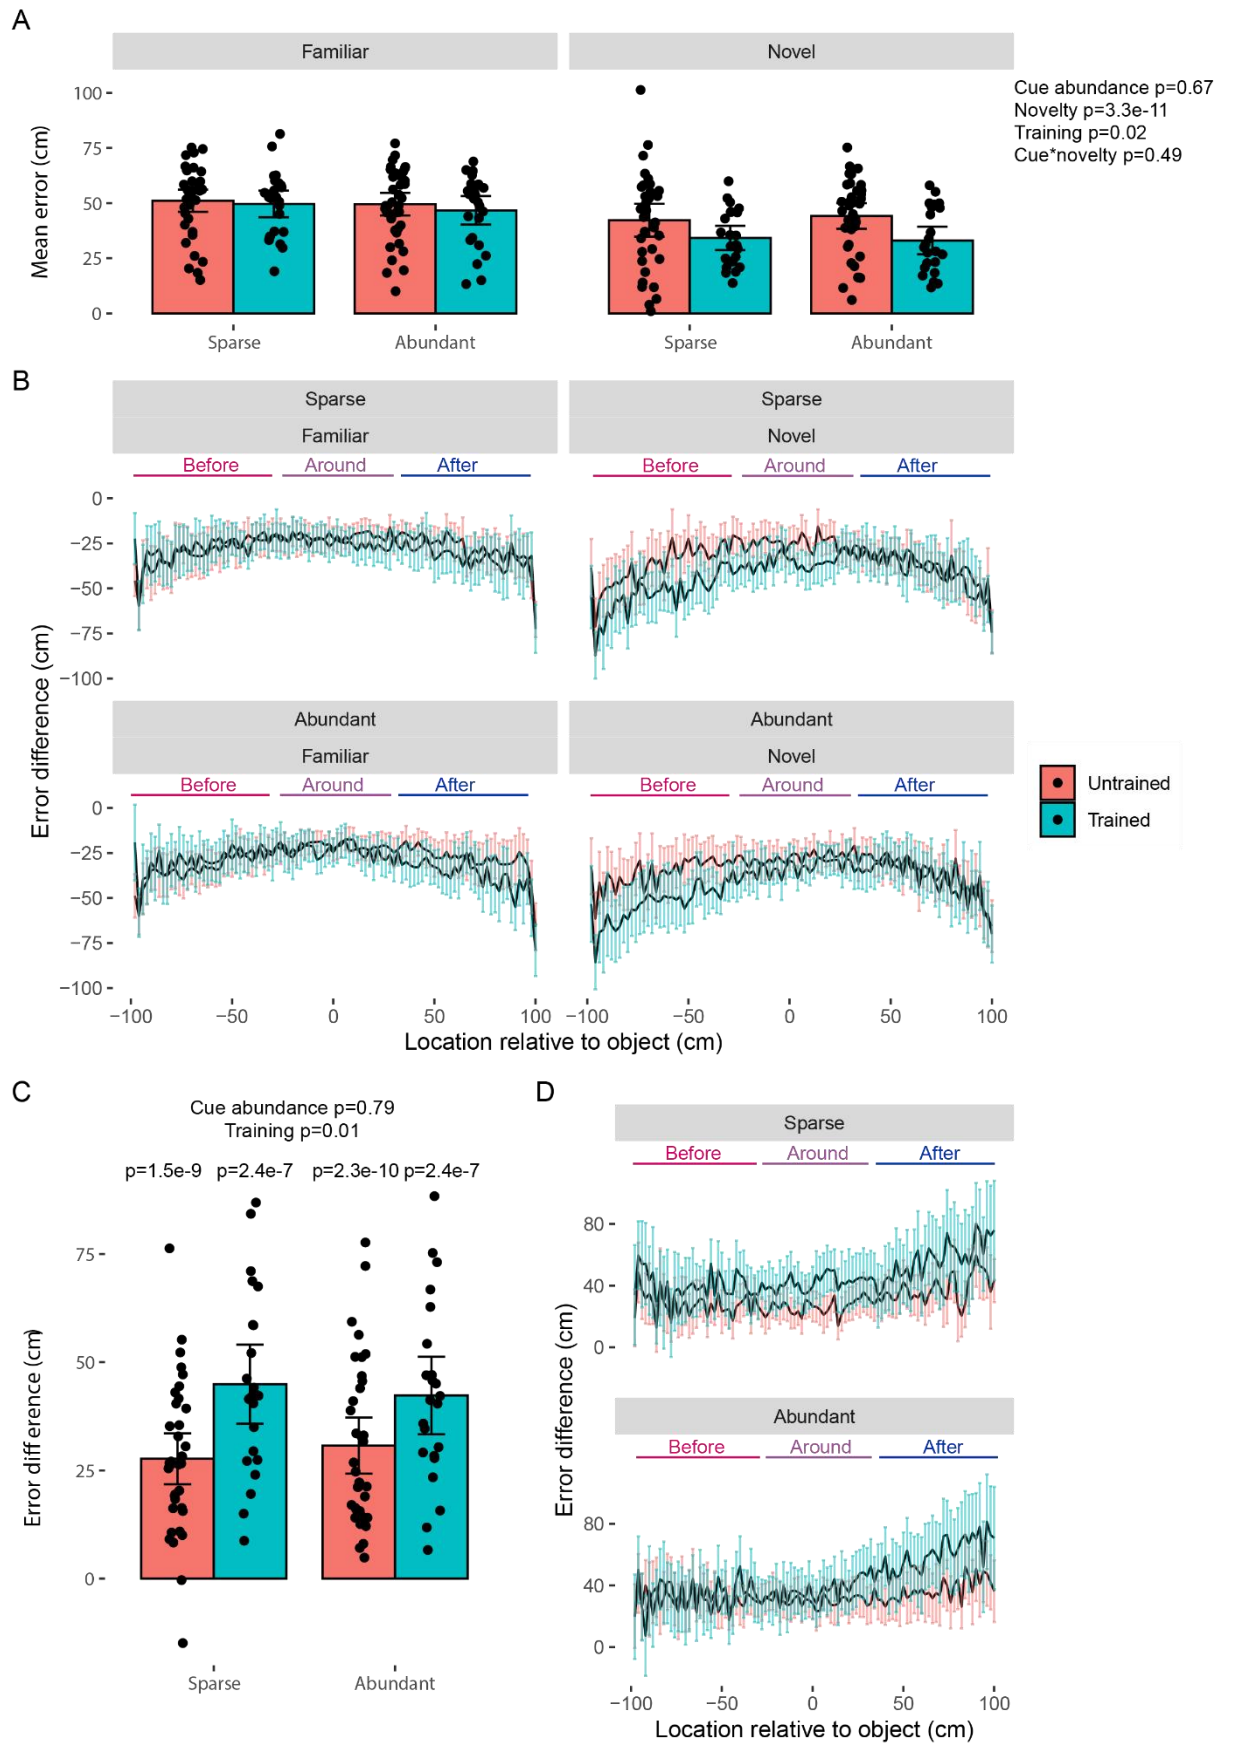 A
Familiar
Novel
Cue abundance p=0.67
Novelty p=3.3e-11
Training p=0.02
Cue*novelty p=0.49
Mean error (cm)
100
75
50
25
0
Sparse
Abundant
Sparse
Abundant
B
Sparse
Familiar
Sparse
Novel
Before
Around
After
Before
Around
After
0
−25
−50
−75
−100
Error difference (cm)
Abundant
Familiar
Abundant
Novel
Before
Around
After
Before
Around
After
0
−25
−50
−75
−100
−100
−50
0
50
100
−100
−50
0
50
100
Location relative to object (cm)
Untrained
Trained
C
Cue abundance p=0.79
Training p=0.01
p=1.5e-9
p=2.4e-7
p=2.3e-10
p=2.4e-7
Error difference (cm)
75
50
25
0
Sparse
Abundant
D
Sparse
Before
Around
After
80
40
0
Error difference (cm)
Abundant
Before
Around
After
80
40
0
−100
−50
0
50
100
Location relative to object (cm)